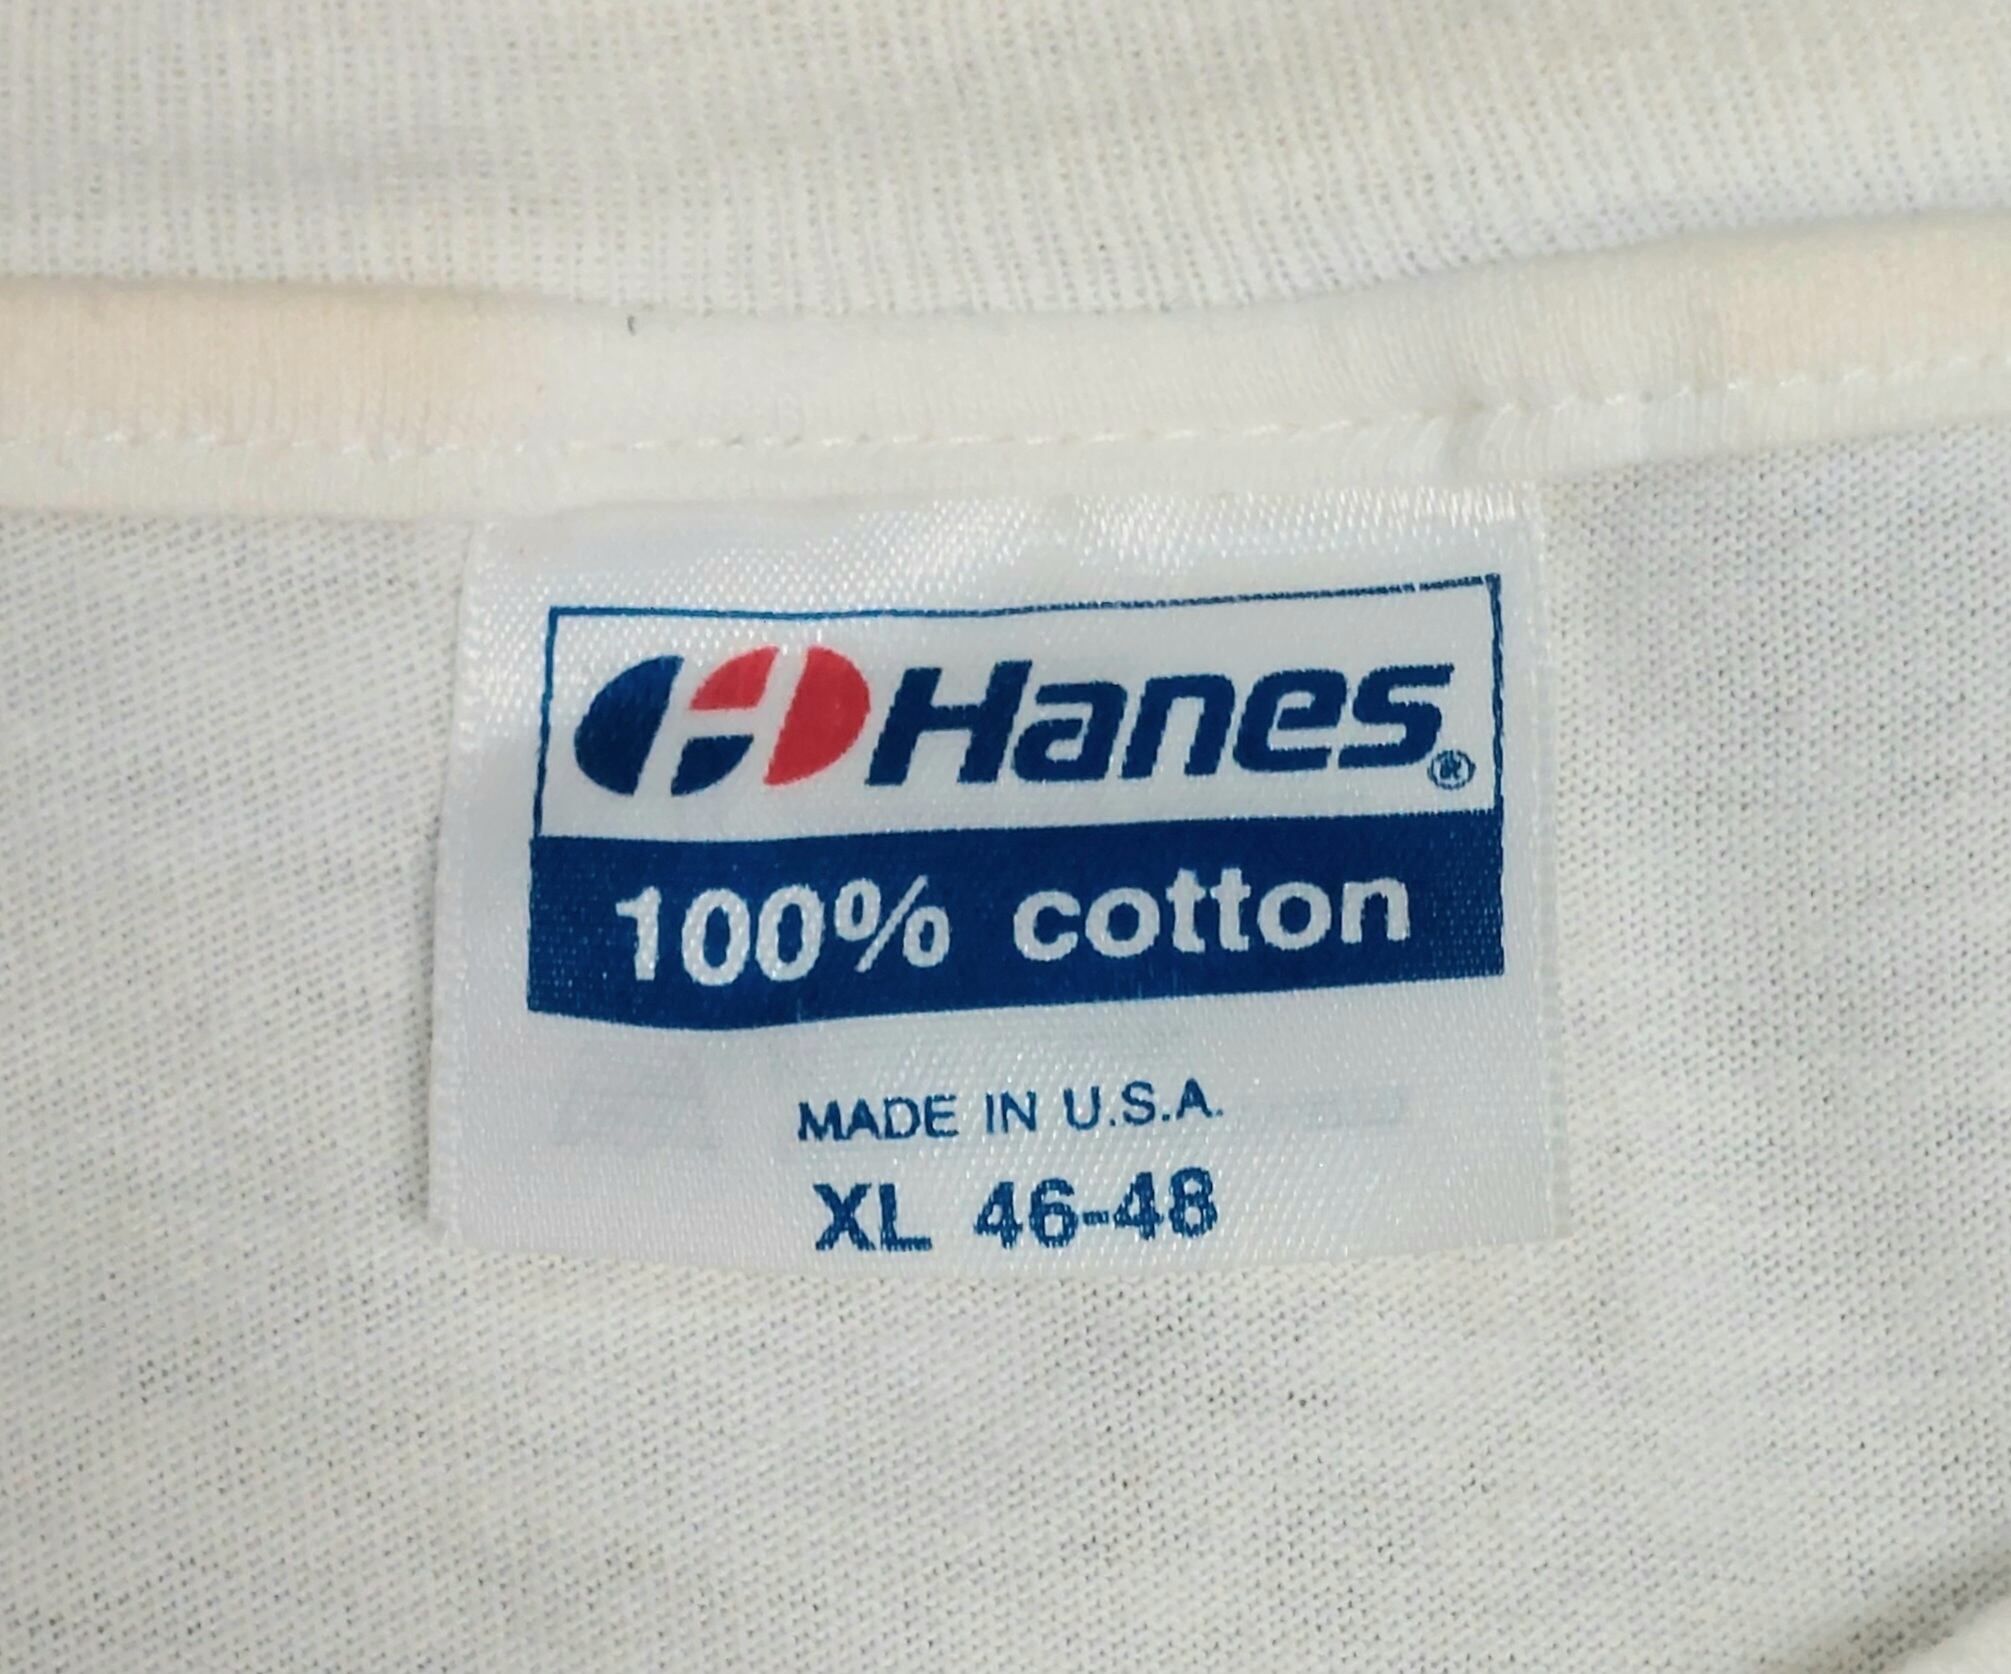 Hanes®
100% cotton
MADE IN U.S.A.
XL 46-48